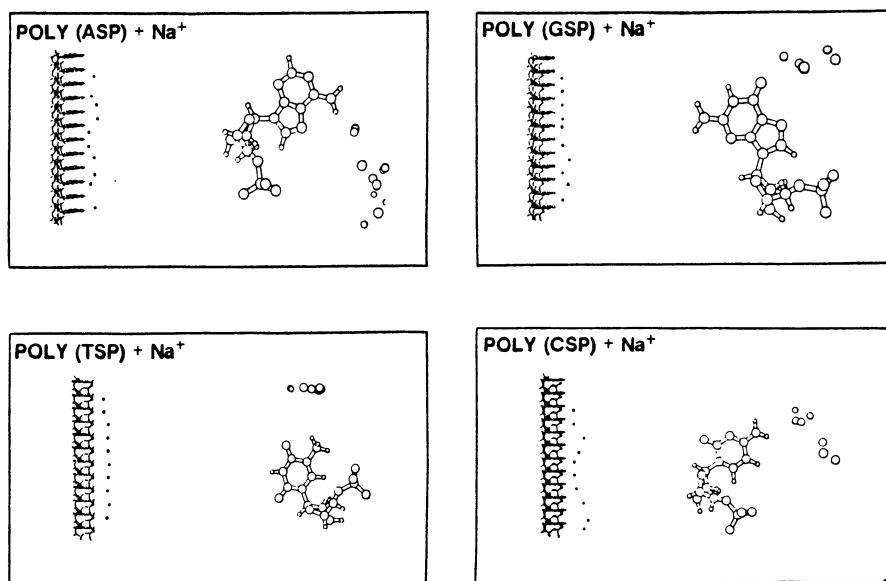 POLY (ASP) + Na⁺
POLY (GSP) + Na⁺
POLY (TSP) + Na⁺
POLY (CSP) + Na⁺